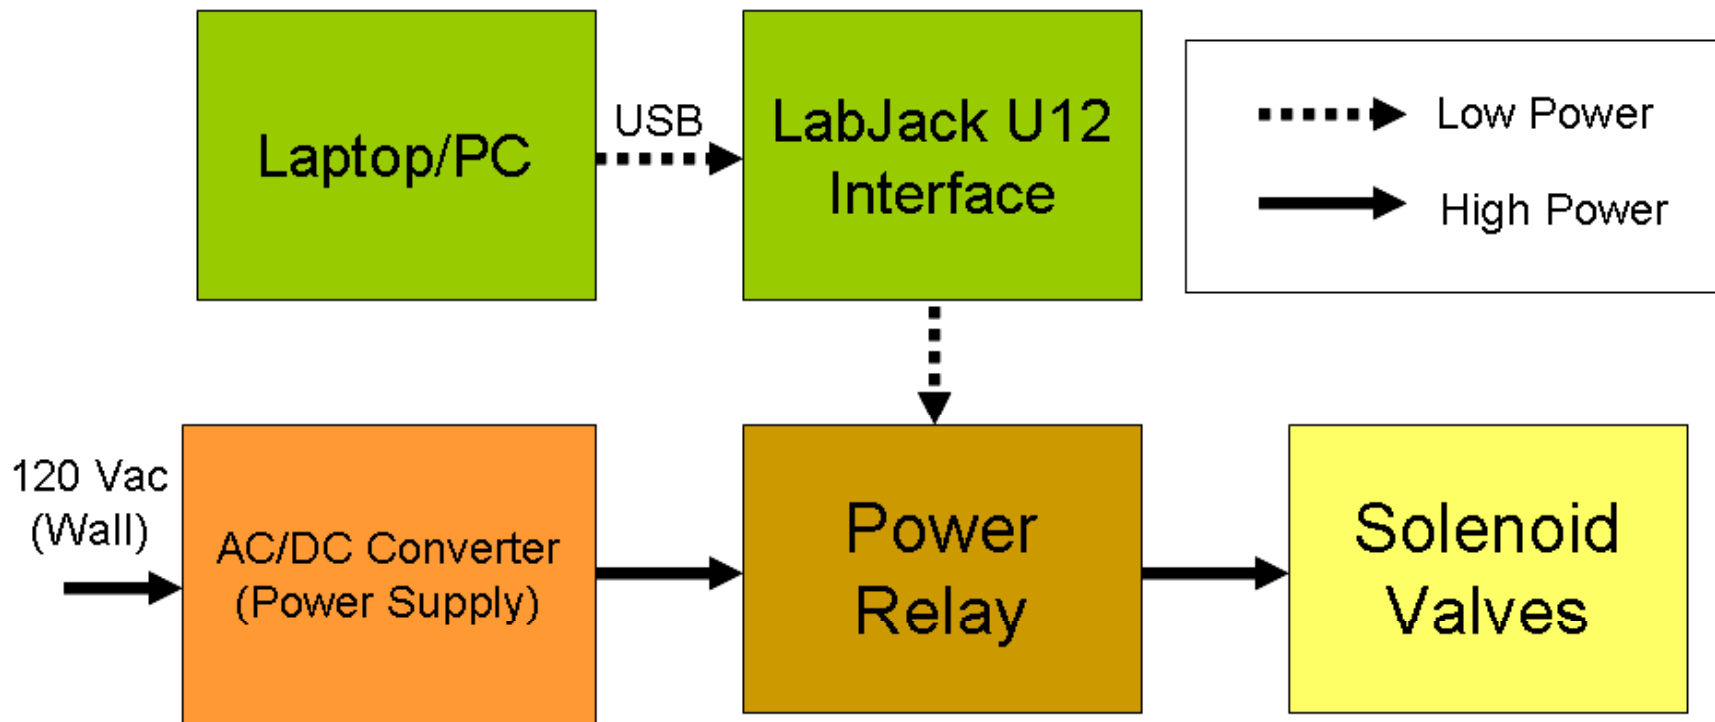 Laptop/PC
USB
LabJack U12
Interface
Low Power
High Power
120 Vac
(Wall)
AC/DC Converter
(Power Supply)
Power
Relay
Solenoid
Valves